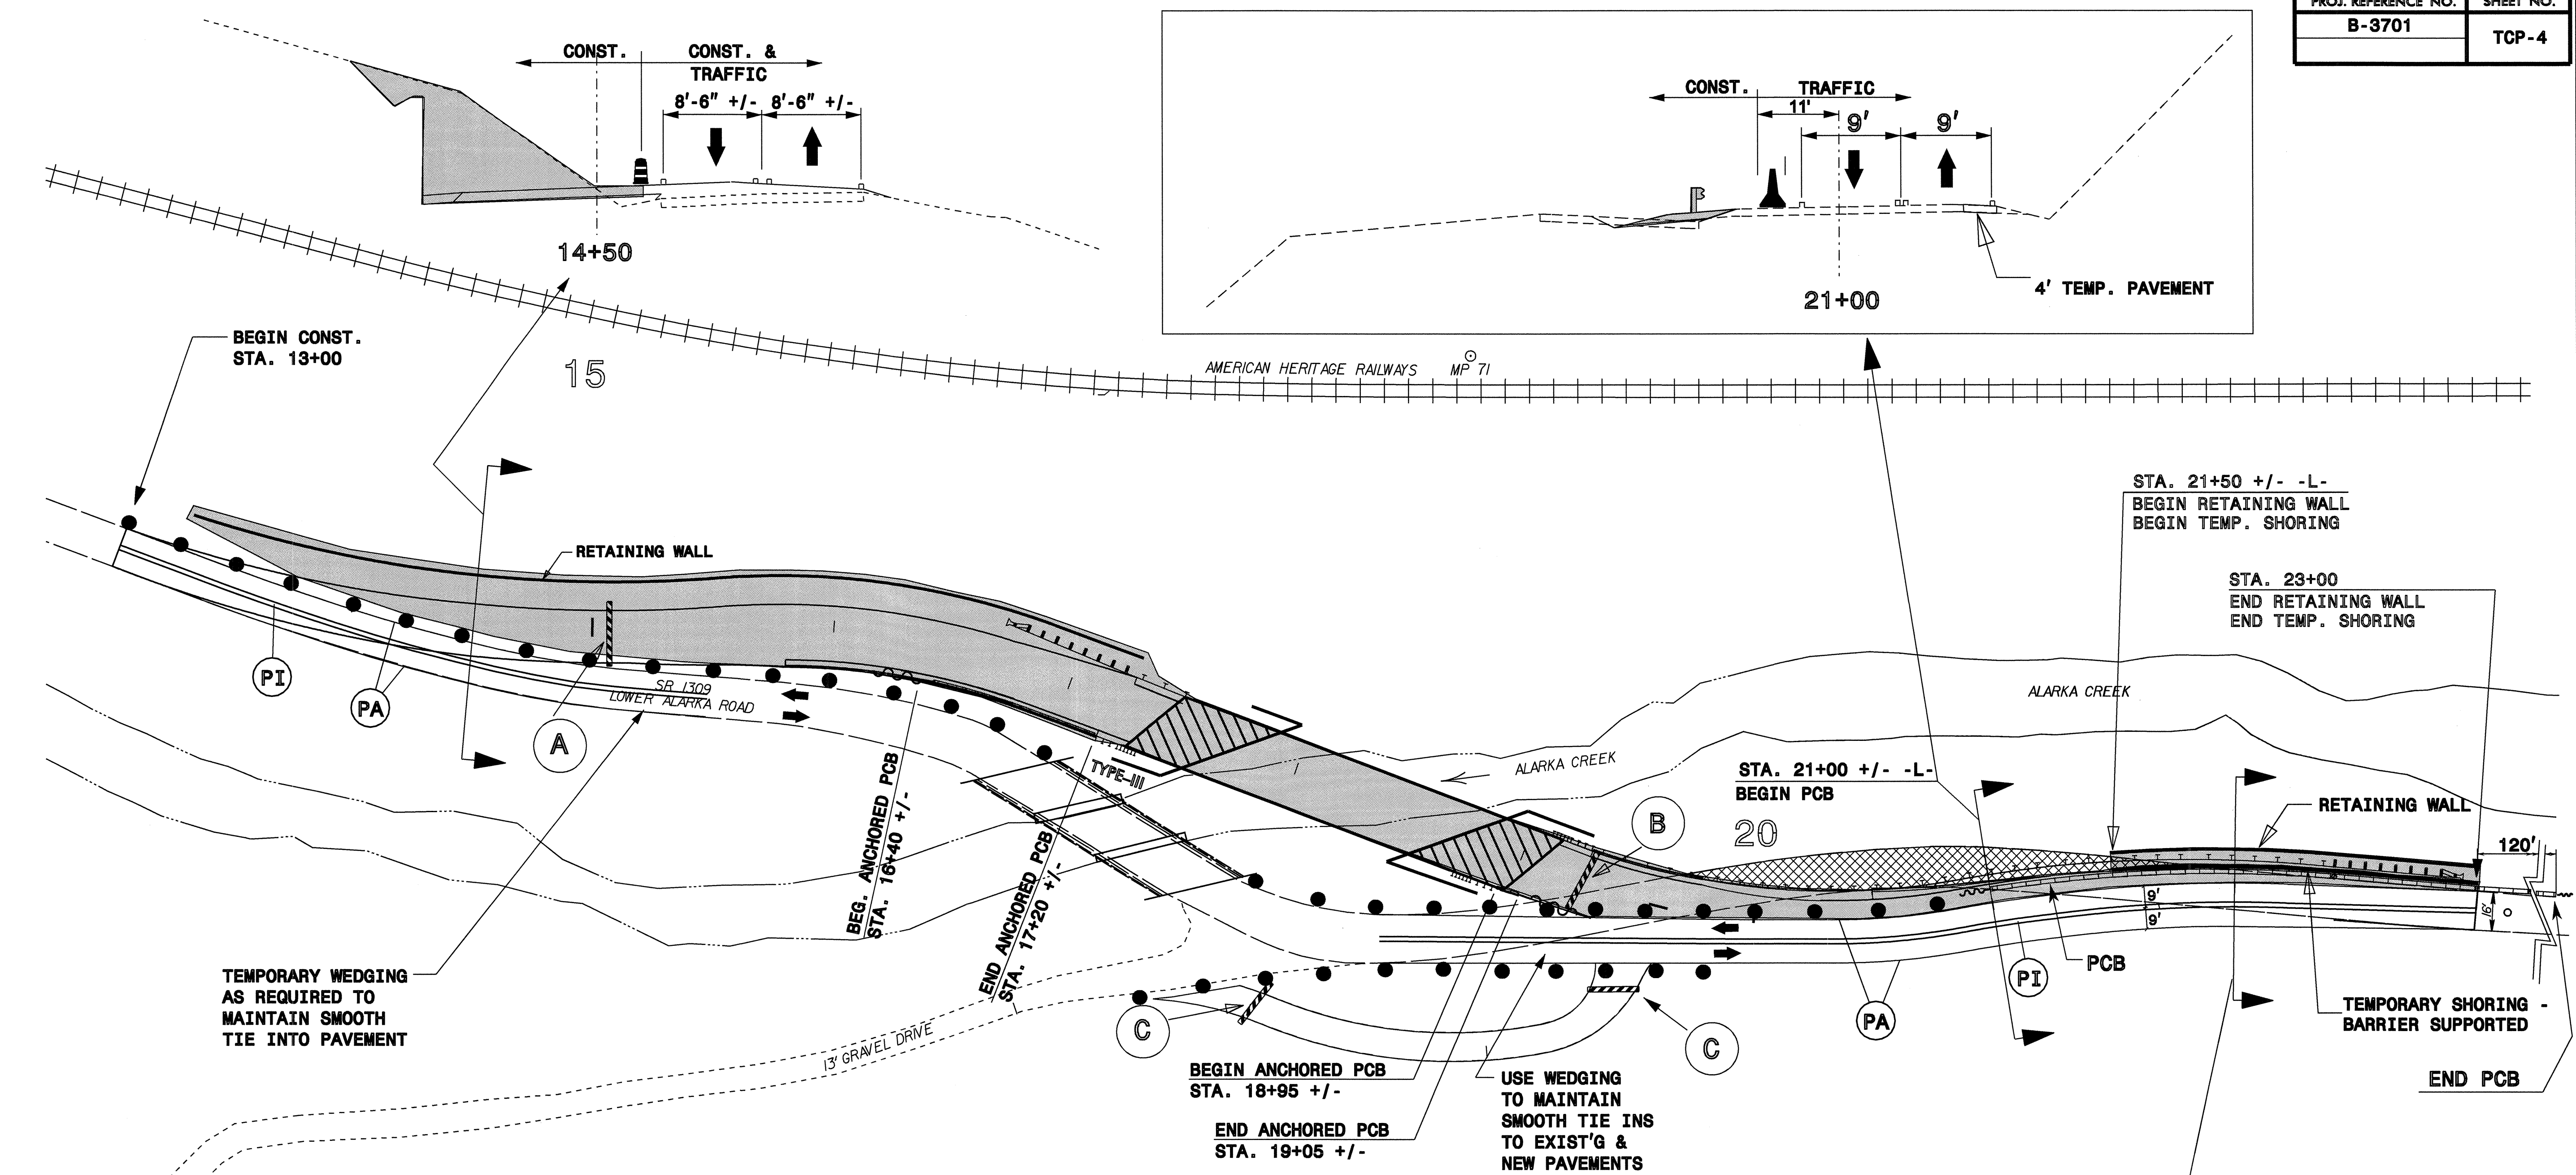 PROJ. REFERENCE NO.
SHEET NO.
B-3701
TCP-4
CONST.
CONST. &
TRAFFIC
8'-6" +/-
8'-6" +/-
14+50
CONST.
TRAFFIC
11'
9'
9'
21+00
4' TEMP. PAVEMENT
BEGIN CONST.
STA. 13+00
15
AMERICAN HERITAGE RAILWAYS MP 71
RETAINING WALL
STA. 21+50 +/- -L-
BEGIN RETAINING WALL
BEGIN TEMP. SHORING
STA. 23+00
END RETAINING WALL
END TEMP. SHORING
PI
PA
A
SR 1309
LOWER ALARKA ROAD
TYPE-III
ALARKA CREEK
ALARKA CREEK
BEG. ANCHORED PCB
STA. 16+40 +/-
END ANCHORED PCB
STA. 17+20 +/-
B
STA. 21+00 +/- -L-
BEGIN PCB
20
RETAINING WALL
120'
16'
9'
9'
PI
PCB
PA
TEMPORARY SHORING -
BARRIER SUPPORTED
END PCB
TEMPORARY WEDGING
AS REQUIRED TO
MAINTAIN SMOOTH
TIE INTO PAVEMENT
13' GRAVEL DRIVE
C
C
BEGIN ANCHORED PCB
STA. 18+95 +/-
END ANCHORED PCB
STA. 19+05 +/-
USE WEDGING
TO MAINTAIN
SMOOTH TIE INS
TO EXIST'G &
NEW PAVEMENTS